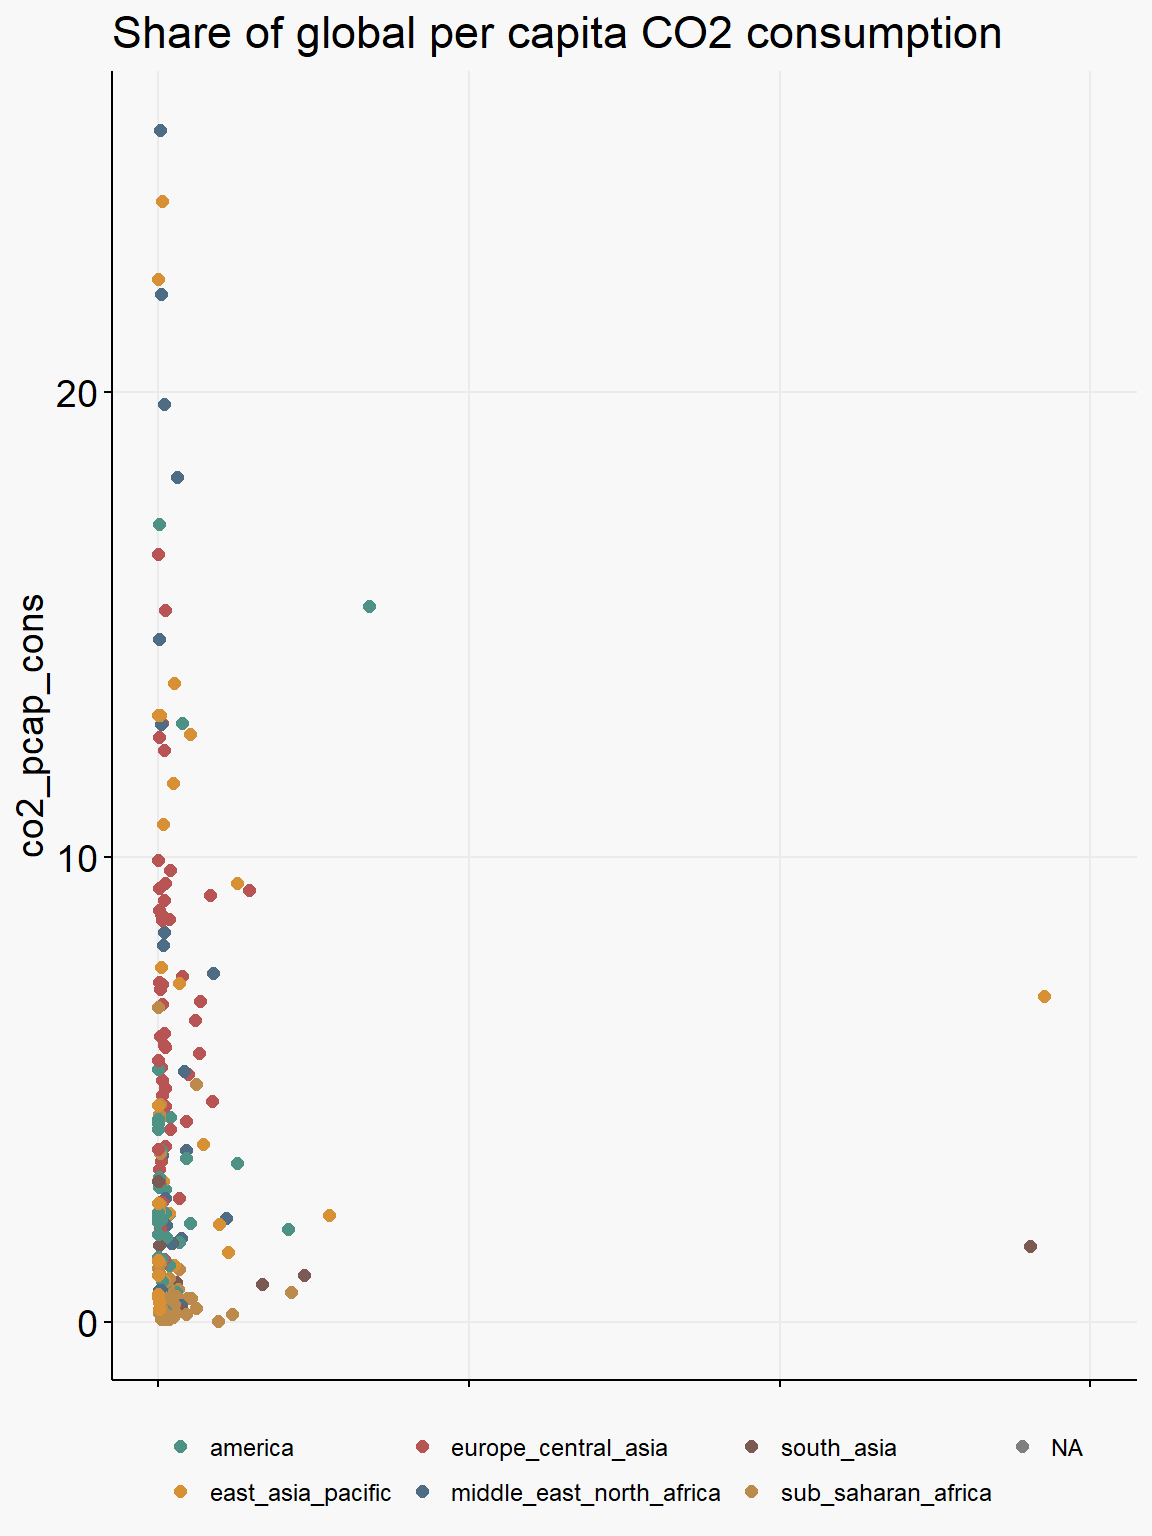 Share of global per capita CO2 consumption
co2_pcap_cons
20
10
0
america
europe_central_asia
south_asia
NA
east_asia_pacific
middle_east_north_africa
sub_saharan_africa